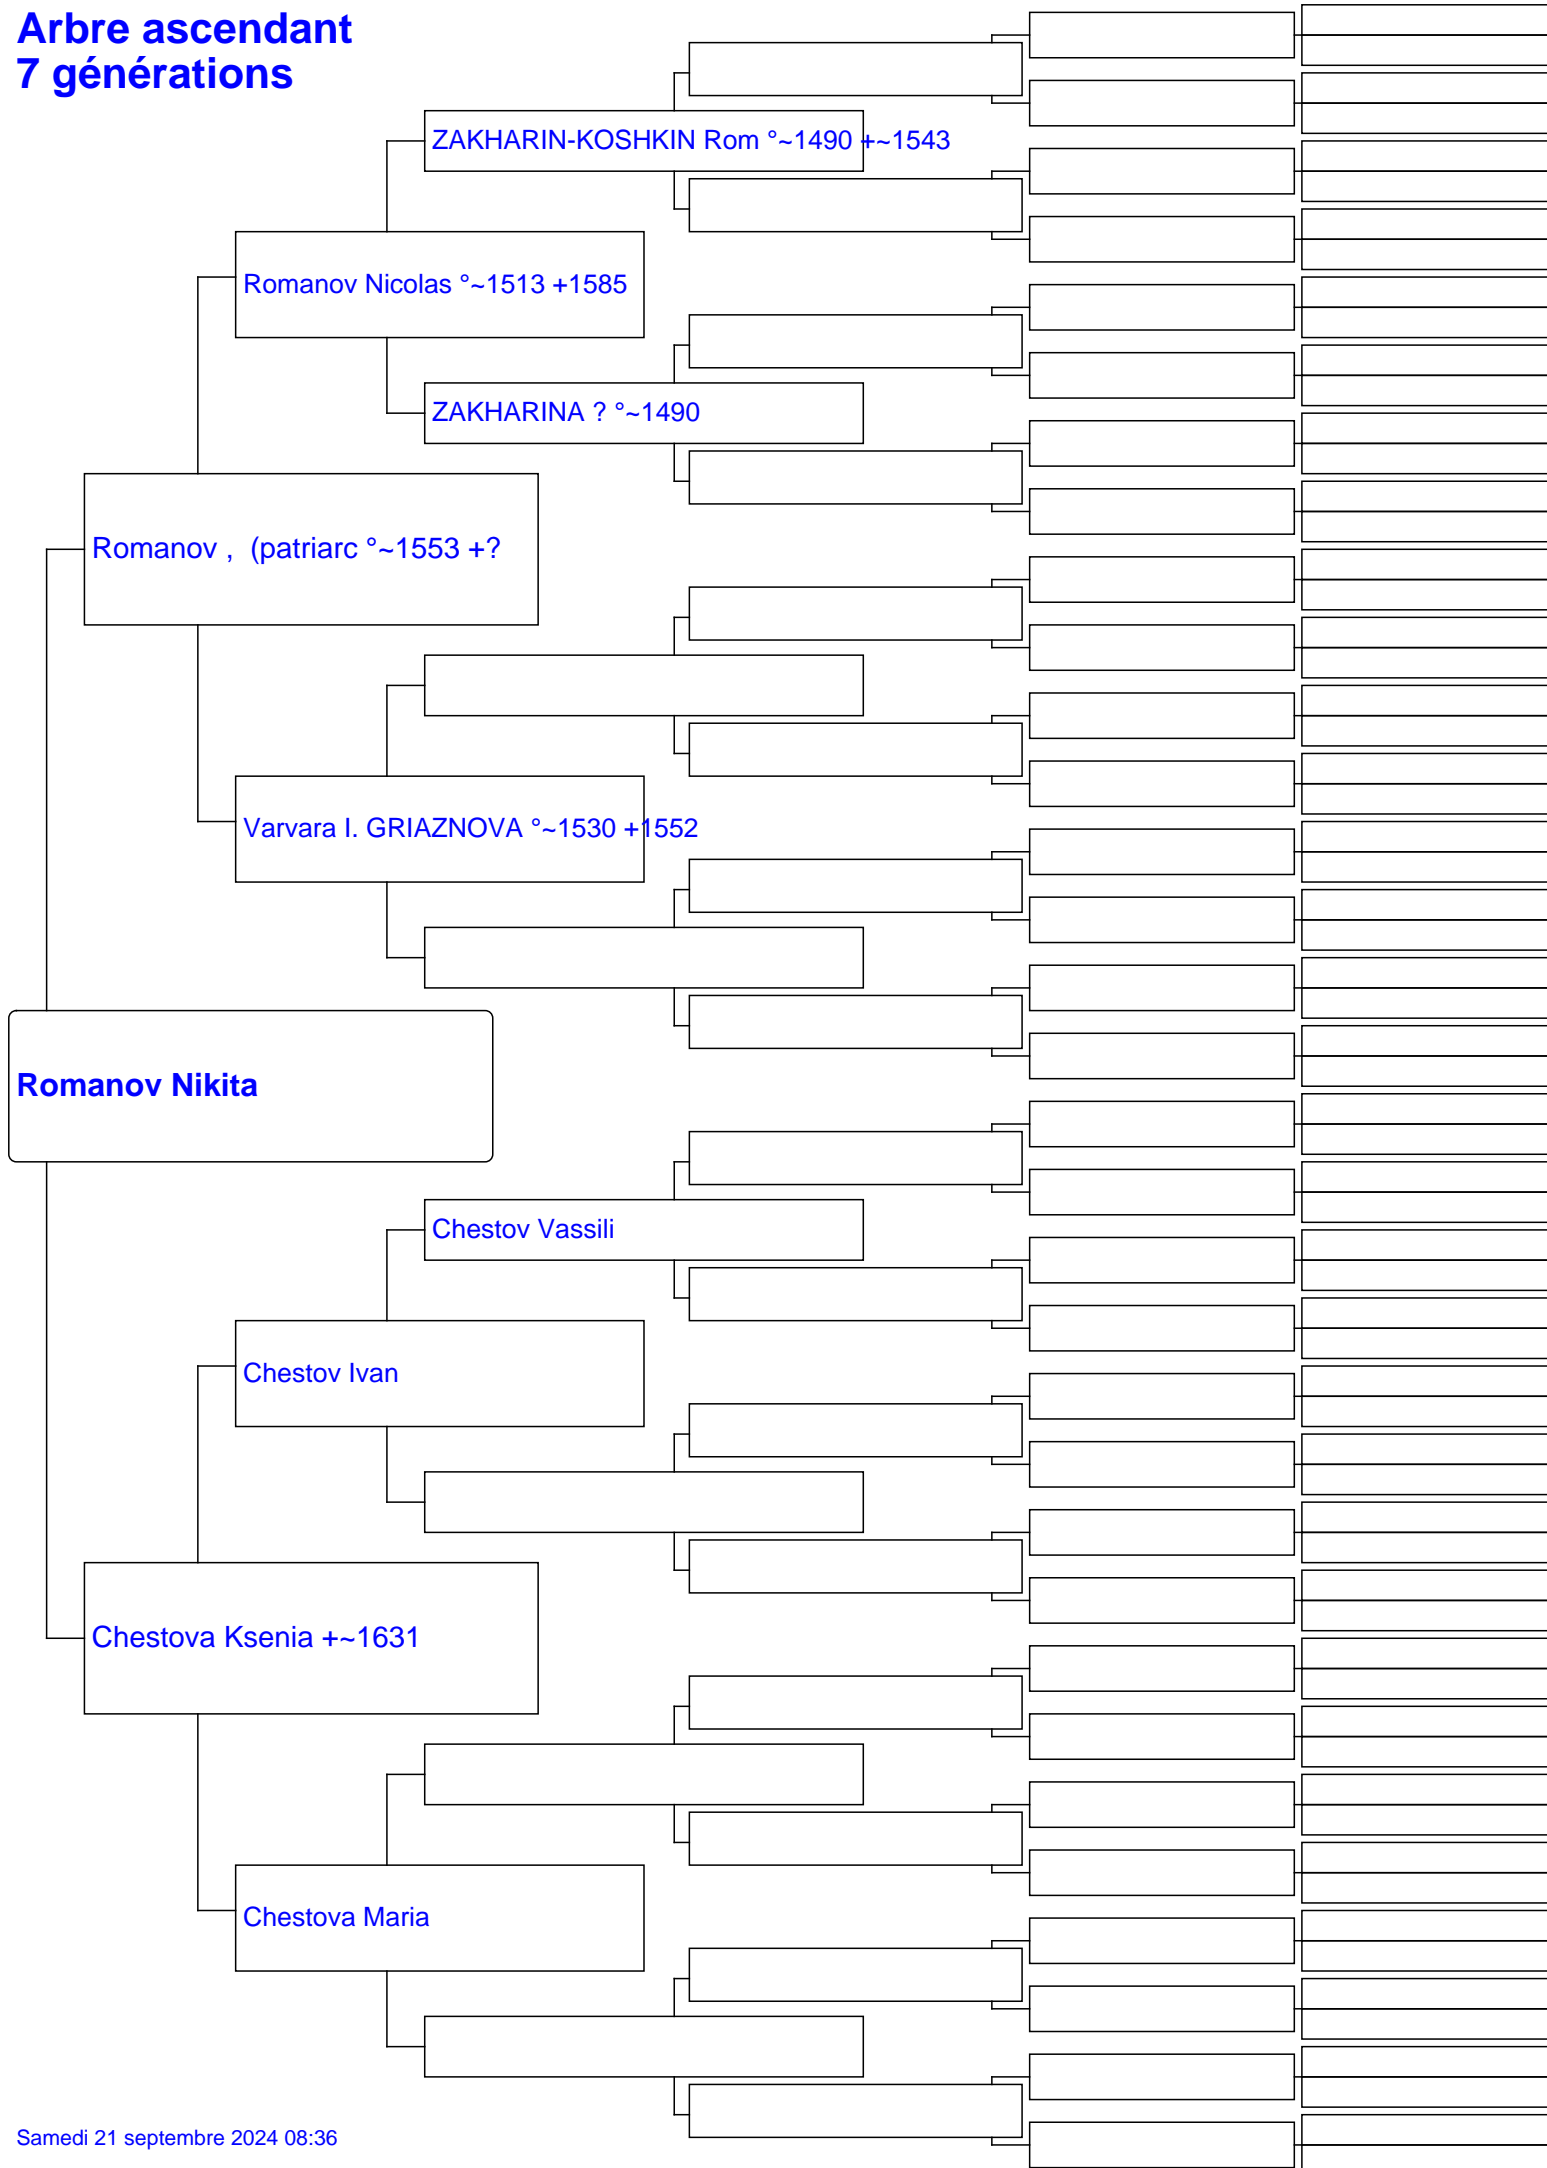 Arbre ascendant
7 générations
ZAKHARIN-KOSHKIN Rom °~1490 +~1543
Romanov Nicolas °~1513 +1585
ZAKHARINA ? °~1490
Romanov ,  (patriarc °~1553 +?
Varvara I. GRIAZNOVA °~1530 +1552
Romanov Nikita
Chestov Vassili
Chestov Ivan
Chestova Ksenia +~1631
Chestova Maria
Samedi 21 septembre 2024 08:36